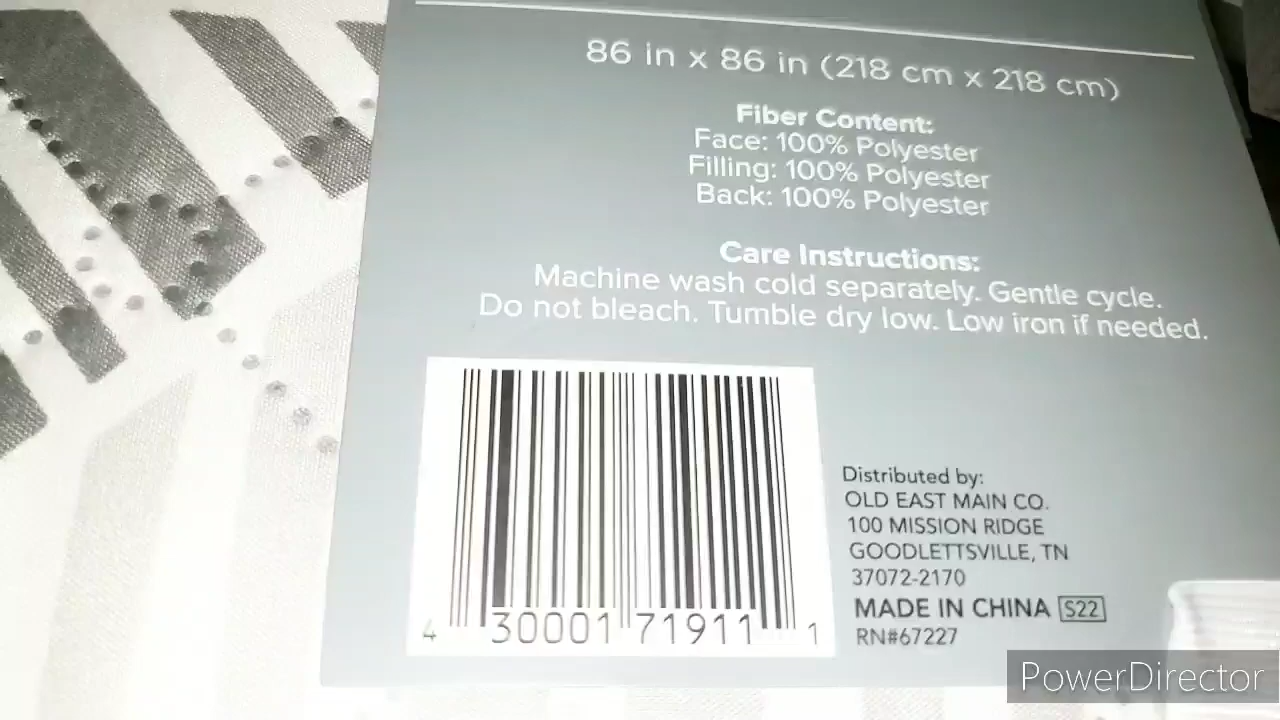 86 in x 86 in (218 cm x 218 cm)
Fiber Content:
Face: 100% Polyester
Filling: 100% Polyester
Back: 100% Polyester
Care Instructions:
Machine wash cold separately. Gentle cycle.
Do not bleach. Tumble dry low. Low iron if needed.
4 30001 71911 1
Distributed by:
OLD EAST MAIN CO.
100 MISSION RIDGE
GOODLETTSVILLE, TN
37072-2170
MADE IN CHINA S22
RN#67227
PowerDirector